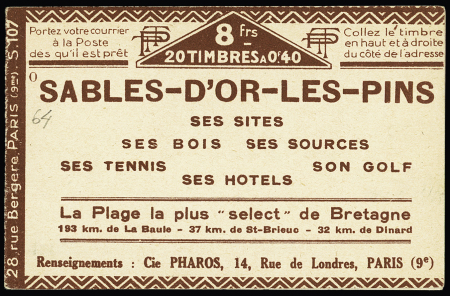 Portez votre courrier
à la Poste
dès qu'il est prêt
8 Frs
20 TIMBRES A 0'40
Collez le timbre
en haut et à droite
du côté de l'adresse
28, rue Bergère, PARIS (9me) S. 107
O
SABLES-D'OR-LES-PINS
64
SES SITES
SES BOIS SES SOURCES
SES TENNIS SON GOLF
SES HOTELS
La Plage la plus "select" de Bretagne
193 km. de La Baule - 37 km. de St-Brieuc - 32 km. de Dinard
Renseignements : Cie PHAROS, 14, Rue de Londres, PARIS (9e)